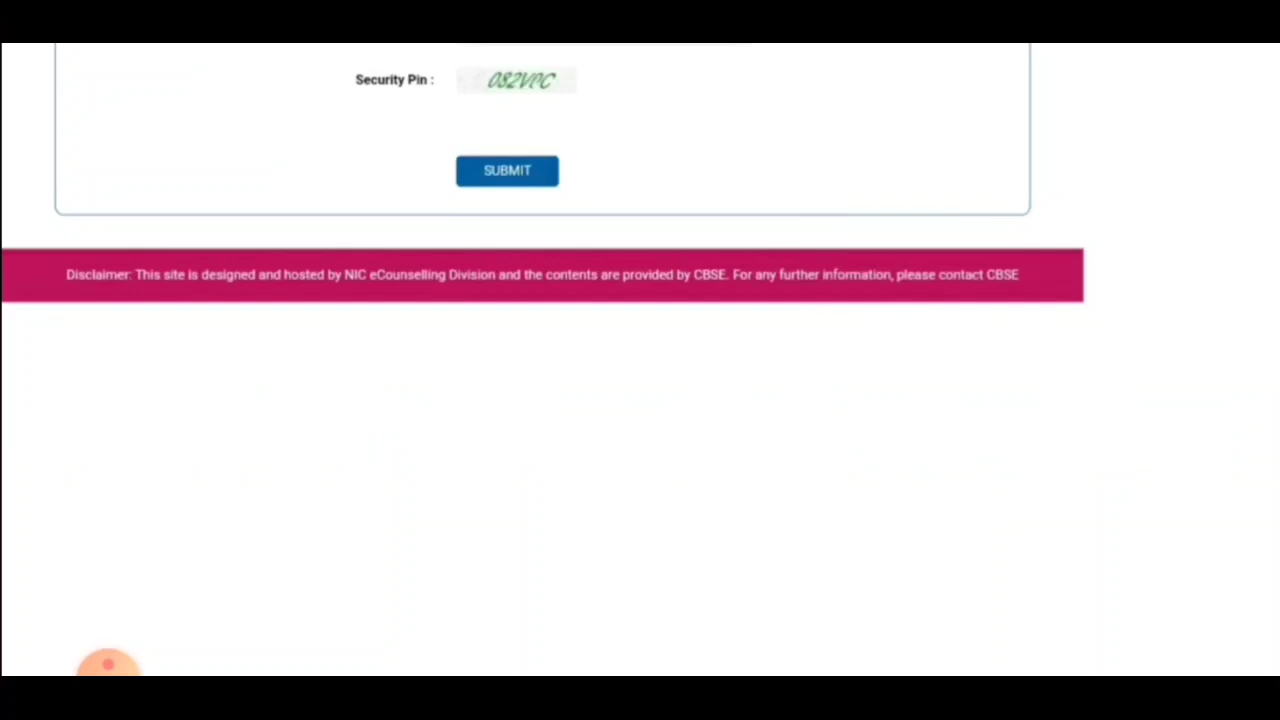 Security Pin :
082VPC
SUBMIT
Disclaimer: This site is designed and hosted by NIC eCounselling Division and the contents are provided by CBSE. For any further information, please contact CBSE